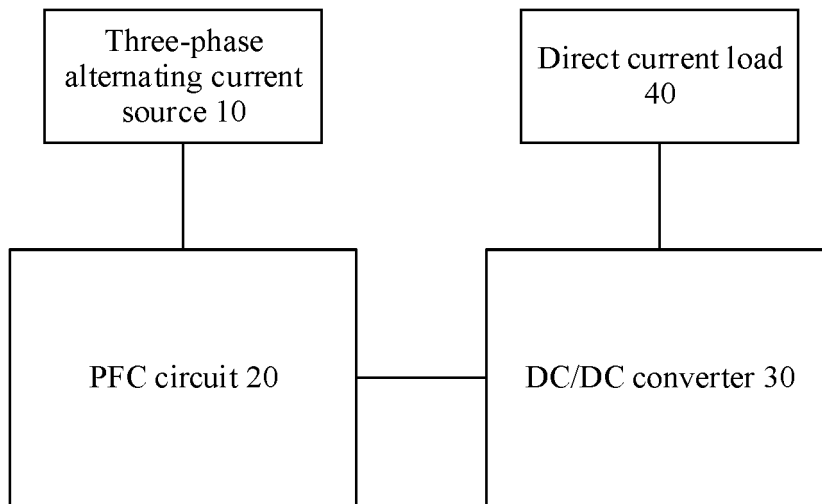 Three-phase
alternating current
source 10
Direct current load
40
PFC circuit 20
DC/DC converter 30